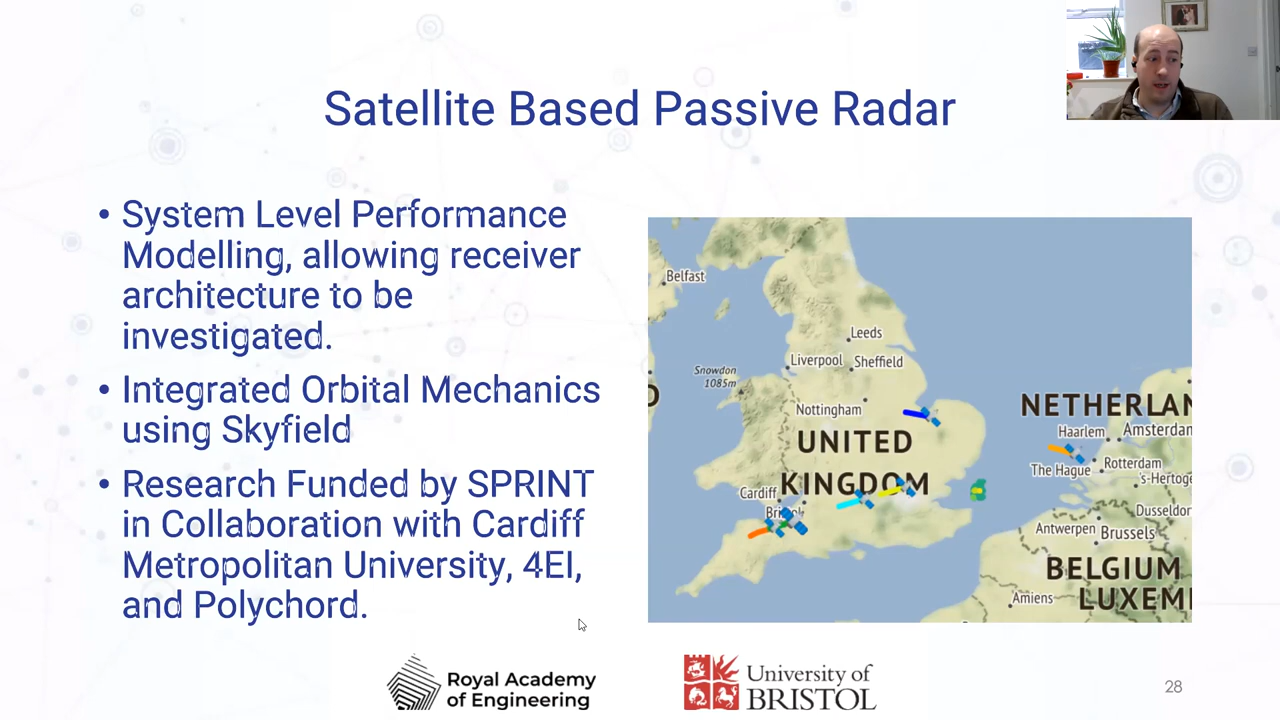 Satellite Based Passive Radar
• System Level Performance
Modelling, allowing receiver
architecture to be
investigated.
• Integrated Orbital Mechanics
using Skyfield
• Research Funded by SPRINT
in Collaboration with Cardiff
Metropolitan University, 4EI,
and Polychord.
Belfast
Leeds
Liverpool
Sheffield
Snowdon
1085m
Nottingham
UNITED
KINGDOM
Cardiff
Bristol
D
NETHERLAN
Haarlem
Amsterdam
The Hague
Rotterdam
's-Hertoge
Dusseldor
Antwerpen
Brussels
BELGIUM
LUXEM
Amiens
Royal Academy
of Engineering
University of
BRISTOL
28